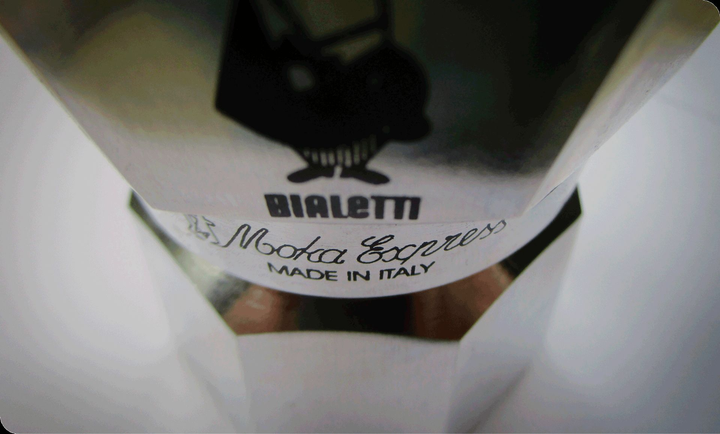 BIALETTI
Moka Express
MADE IN ITALY